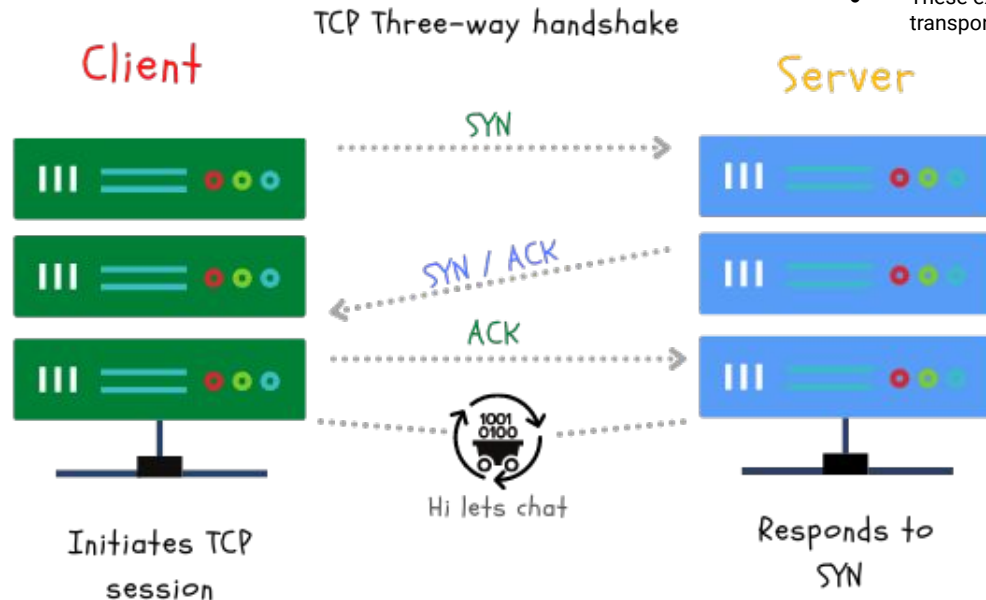 TCP Three-way handshake
transpor
Client
Server
SYN
SYN / ACK
ACK
1001
0100
Hi lets chat
Initiates TCP
session
Responds to
SYN